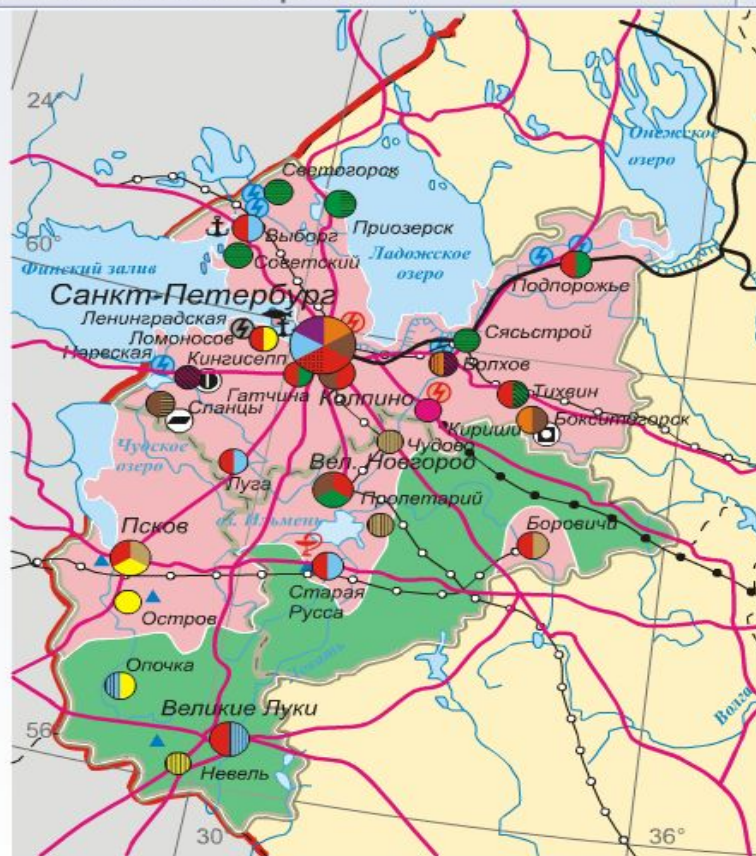 24°
Онежское
озеро
Светогорск
Приозерск
60°
Выборг
Ладожское
озеро
Финский залив
Советский
Подпорожье
Санкт-Петербург
Ленинградская
Сясьстрой
Ломоносов
Нарвская
Кингисепп
Волхов
Гатчина
Колпино
Тихвин
Сланцы
Кириши
Бокситогорск
Чудское
озеро
Чудово
Луга
Вел. Новгород
Пролетарий
Псков
оз. Ильмень
Боровичи
Старая
Русса
Остров
Опочка
Ловать
Великие Луки
Волго
56°
Невель
30
36°